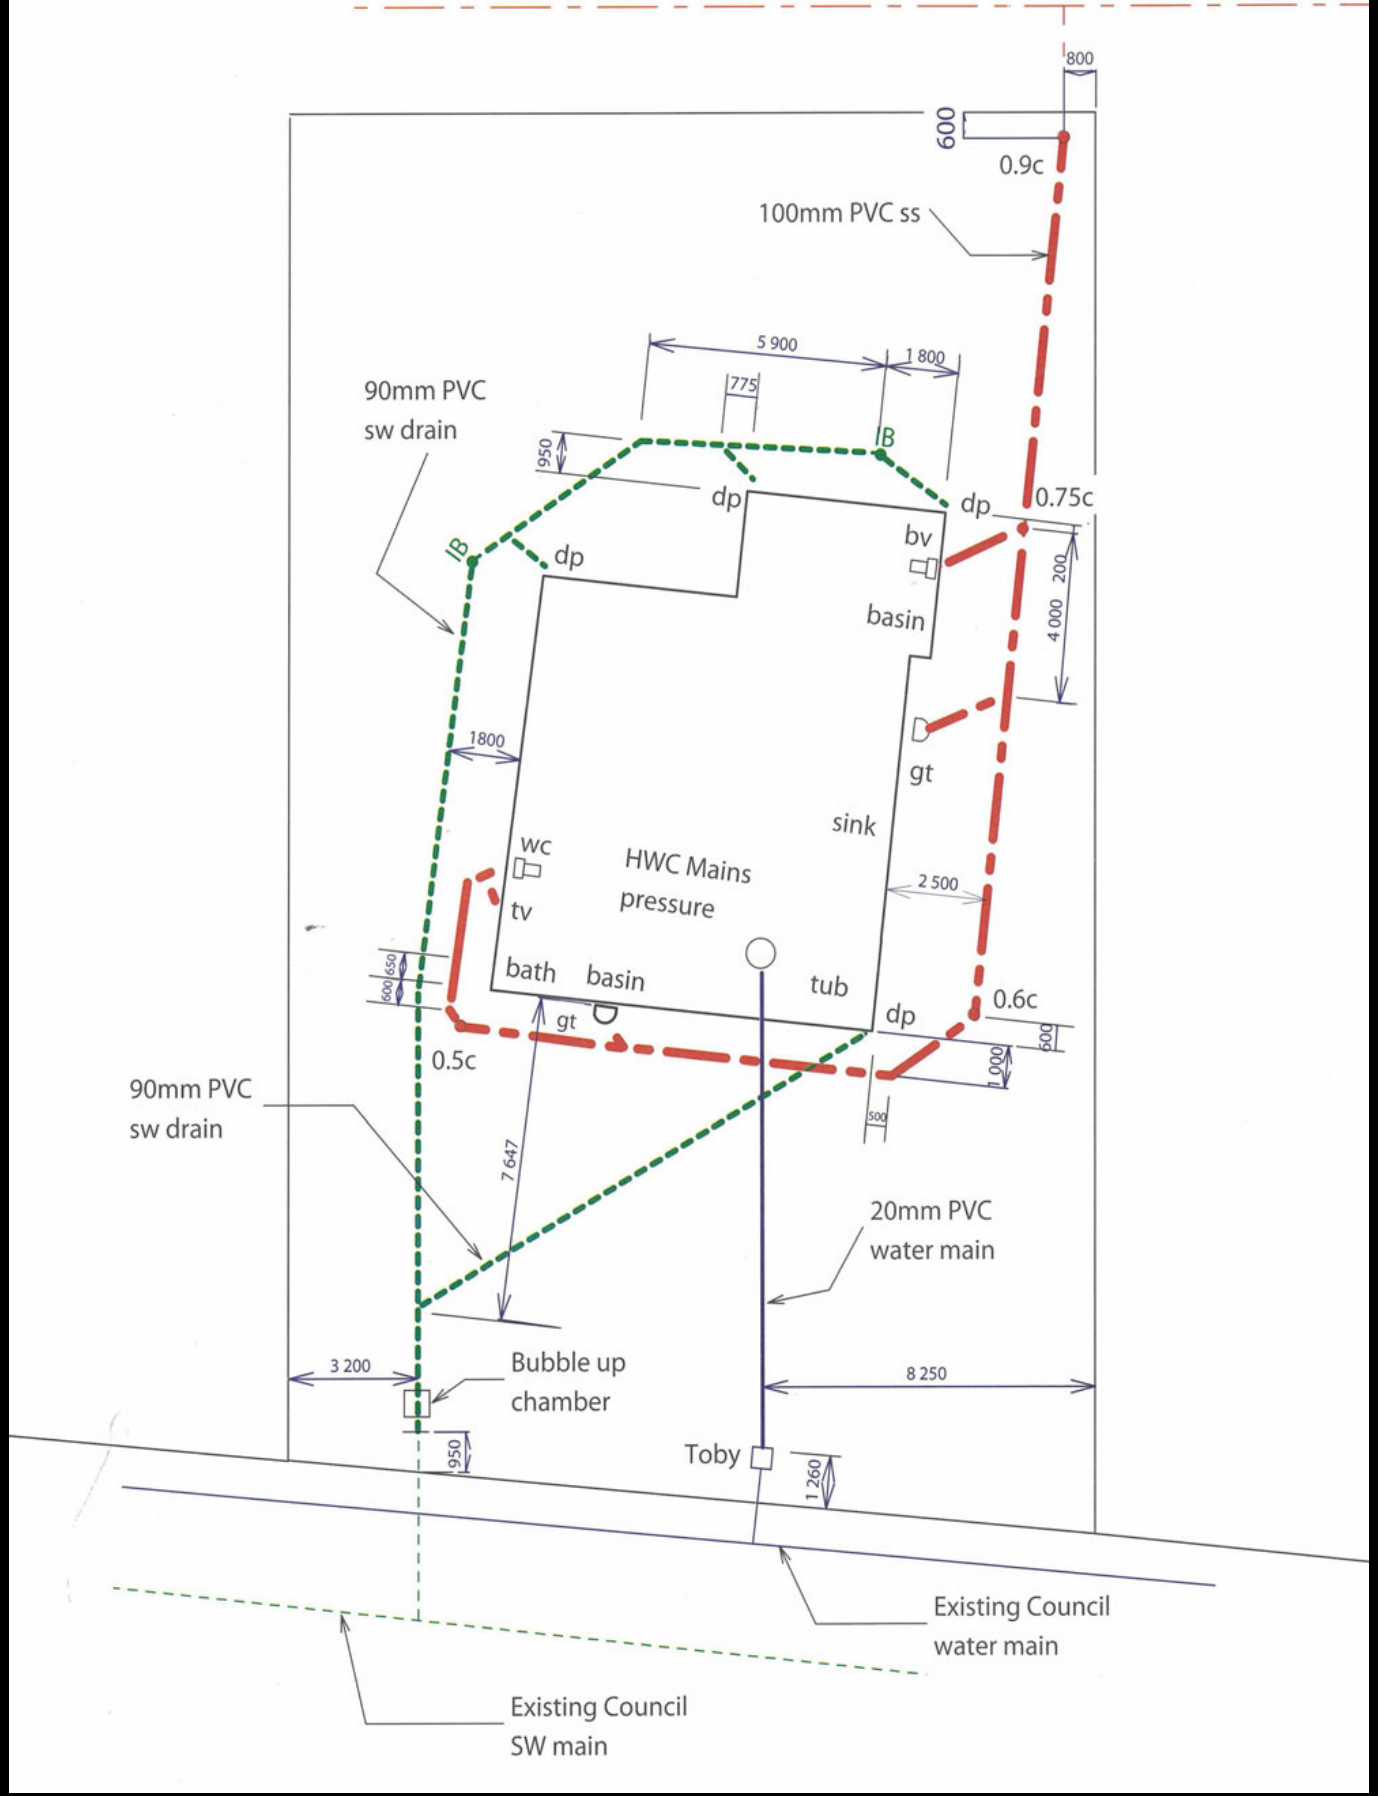 800
600
0.9c
100mm PVC ss
5 900
1 800
775
90mm PVC
sw drain
950
IB
dp
dp
0.75c
bv
IB
dp
200
4 000
basin
1800
gt
sink
wc
HWC Mains
pressure
2 500
tv
650
600
bath
basin
tub
dp
0.6c
gt
600
0.5c
1 000
90mm PVC
sw drain
500
7 647
20mm PVC
water main
Bubble up
chamber
3 200
8 250
950
Toby
1 260
Existing Council
water main
Existing Council
SW main